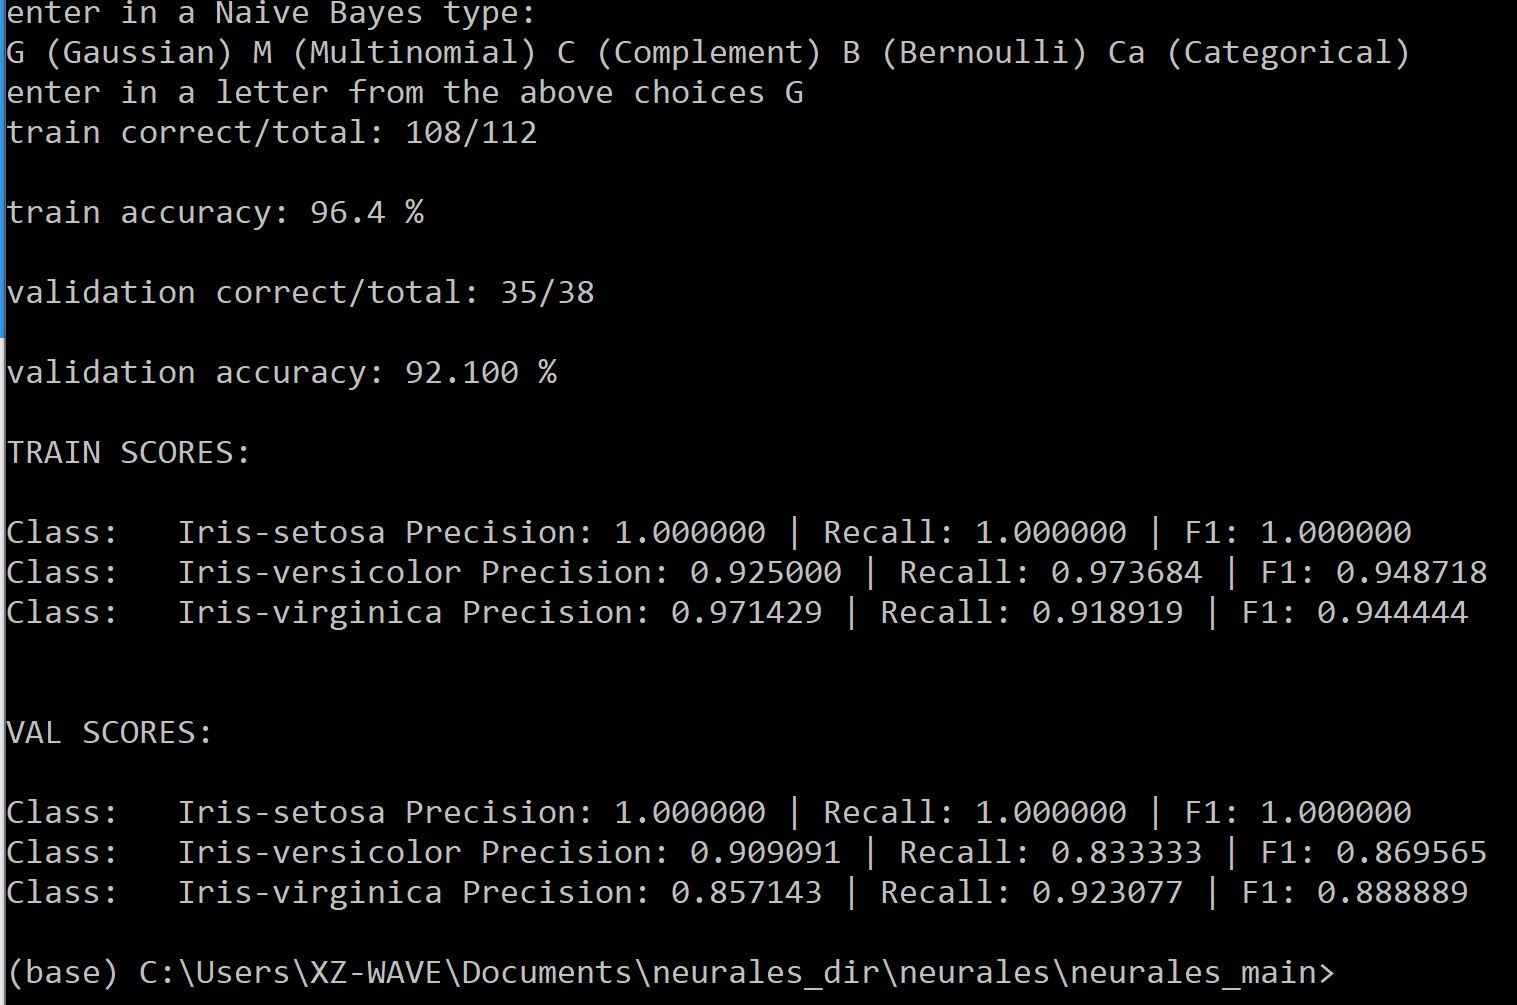 enter in a Naive Bayes type:
G (Gaussian) M (Multinomial) C (Complement) B (Bernoulli) Ca (Categorical)
enter in a letter from the above choices G
train correct/total: 108/112
train accuracy: 96.4 %
validation correct/total: 35/38
validation accuracy: 92.100 %
TRAIN SCORES:
Class:   Iris-setosa Precision: 1.000000 | Recall: 1.000000 | F1: 1.000000
Class:   Iris-versicolor Precision: 0.925000 | Recall: 0.973684 | F1: 0.948718
Class:   Iris-virginica Precision: 0.971429 | Recall: 0.918919 | F1: 0.944444
VAL SCORES:
Class:   Iris-setosa Precision: 1.000000 | Recall: 1.000000 | F1: 1.000000
Class:   Iris-versicolor Precision: 0.909091 | Recall: 0.833333 | F1: 0.869565
Class:   Iris-virginica Precision: 0.857143 | Recall: 0.923077 | F1: 0.888889
(base) C:\Users\XZ-WAVE\Documents\neurales_dir\neurales\neurales_main>